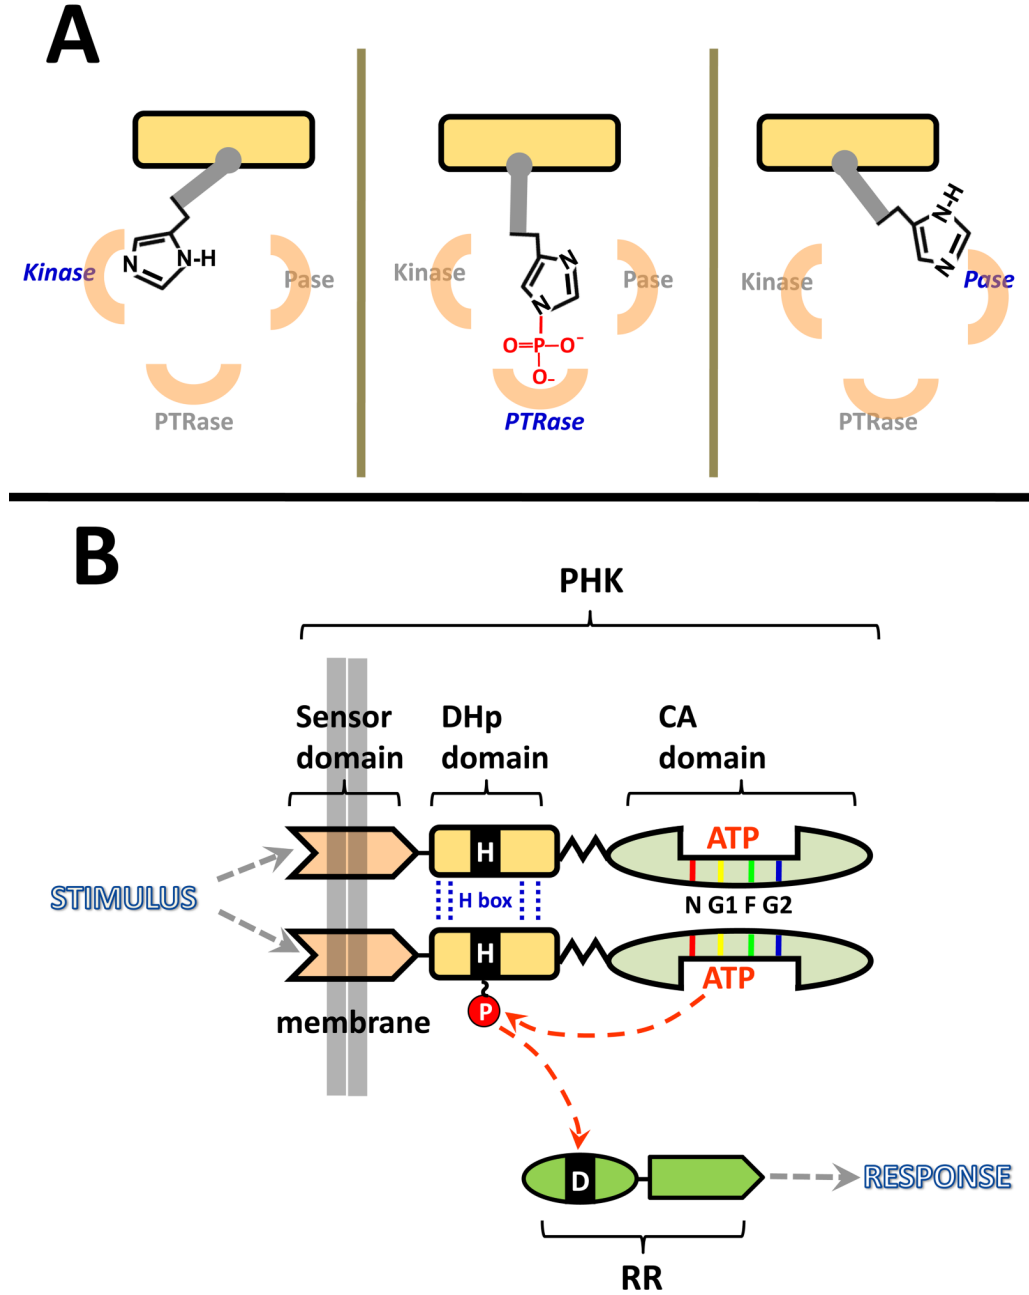 A
Kinase
N
N-H
Pase
PTRase
Kinase
N
N
O=P–O⁻
O⁻
Pase
PTRase
Kinase
N-H
N
Pase
PTRase
B
PHK
Sensor
domain
DHp
domain
CA
domain
H
ATP
STIMULUS
H box
N G1 F G2
H
ATP
P
membrane
D
RESPONSE
RR